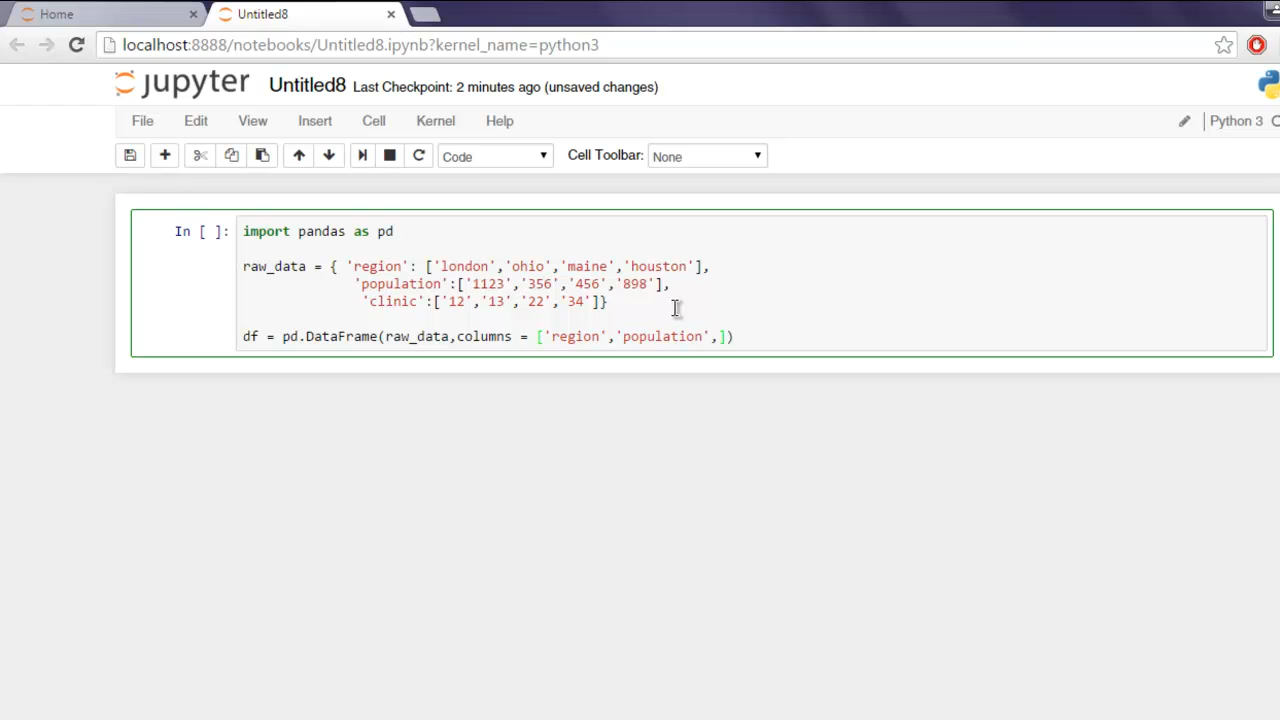 Home
Untitled8
localhost:8888/notebooks/Untitled8.ipynb?kernel_name=python3
jupyter Untitled8 Last Checkpoint: 2 minutes ago (unsaved changes)
File Edit View Insert Cell Kernel Help Python 3
Code Cell Toolbar: None
In [ ]: import pandas as pd
raw_data = { 'region': ['london','ohio','maine','houston'],
'population':['1123','356','456','898'],
'clinic':['12','13','22','34']}
df = pd.DataFrame(raw_data,columns = ['region','population',])